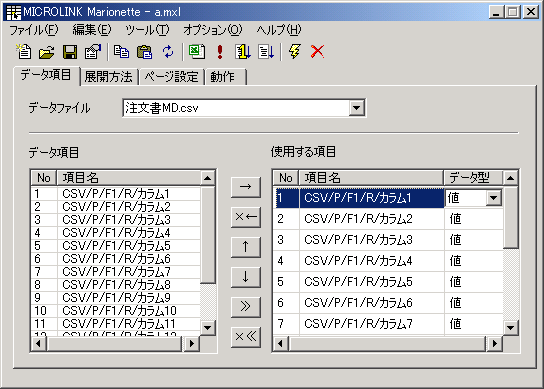 MICROLINK Marionette - a.mxl
ファイル(F) 編集(E) ツール(T) オプション(O) ヘルプ(H)
データ項目 展開方法 ページ設定 動作
データファイル 注文書MD.csv
データ項目
No 項目名
1 CSV/P/F1/R/カラム1
2 CSV/P/F1/R/カラム2
3 CSV/P/F1/R/カラム3
4 CSV/P/F1/R/カラム4
5 CSV/P/F1/R/カラム5
6 CSV/P/F1/R/カラム6
7 CSV/P/F1/R/カラム7
8 CSV/P/F1/R/カラム8
9 CSV/P/F1/R/カラム9
10 CSV/P/F1/R/カラム10
11 CSV/P/F1/R/カラム11
12 CSV/P/F1/R/カラム12
→
×←
↑
↓
≫
×≪
使用する項目
No 項目名 データ型
1 CSV/P/F1/R/カラム1 値
2 CSV/P/F1/R/カラム2 値
3 CSV/P/F1/R/カラム3 値
4 CSV/P/F1/R/カラム4 値
5 CSV/P/F1/R/カラム5 値
6 CSV/P/F1/R/カラム6 値
7 CSV/P/F1/R/カラム7 値